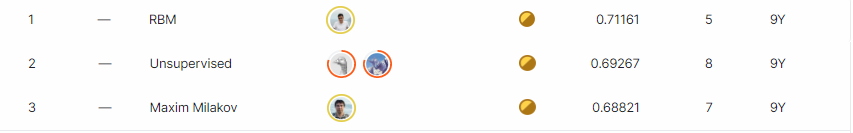 1 — RBM 0.71161 5 9Y
2 — Unsupervised 0.69267 8 9Y
3 — Maxim Milakov 0.68821 7 9Y